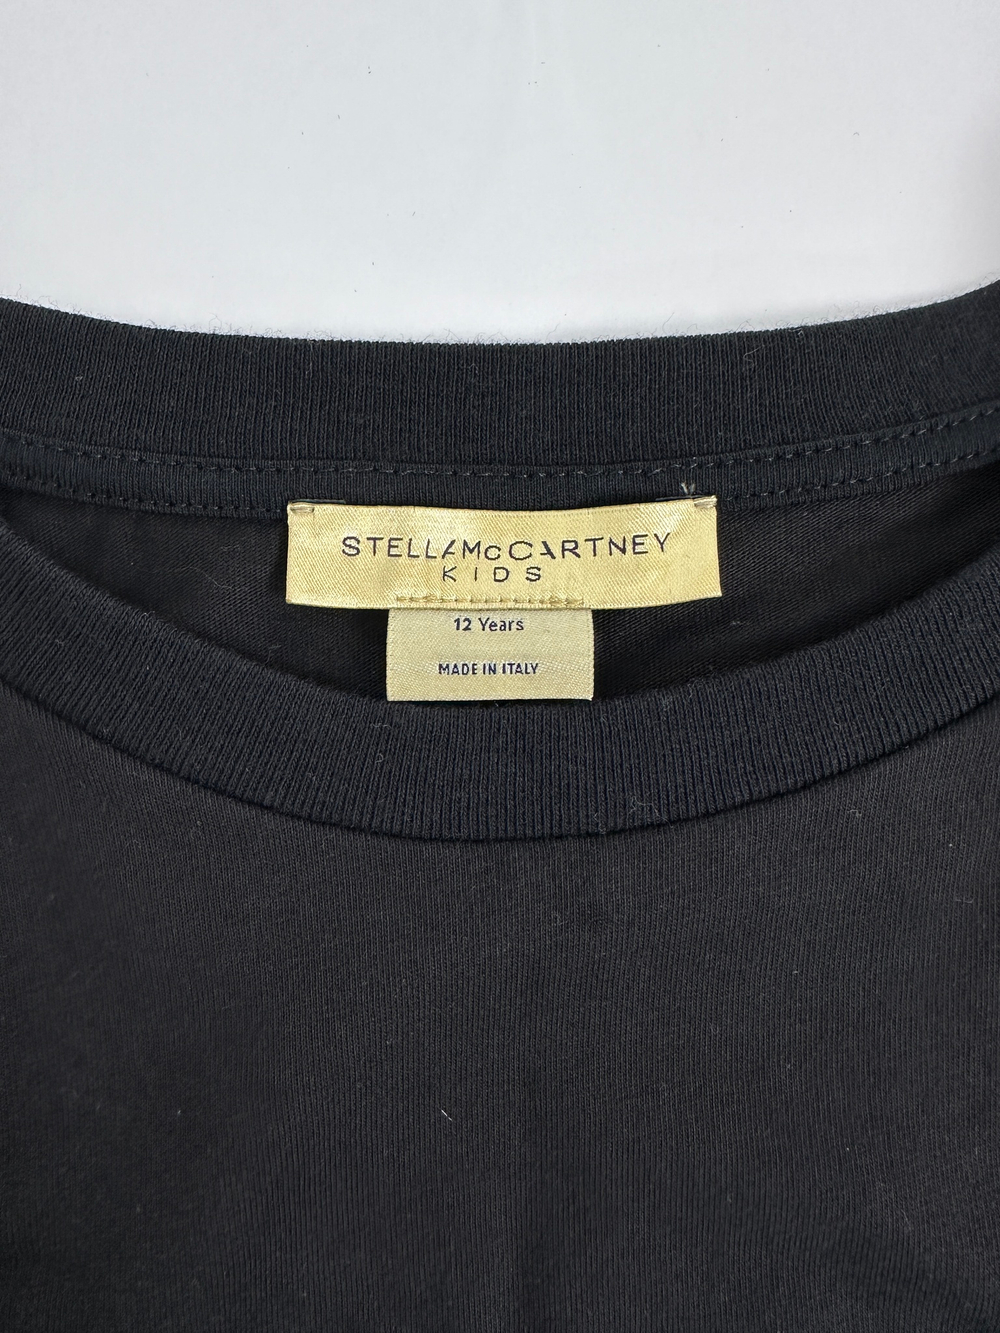 STELLAMcCARTNEY
KIDS
12 Years
MADE IN ITALY